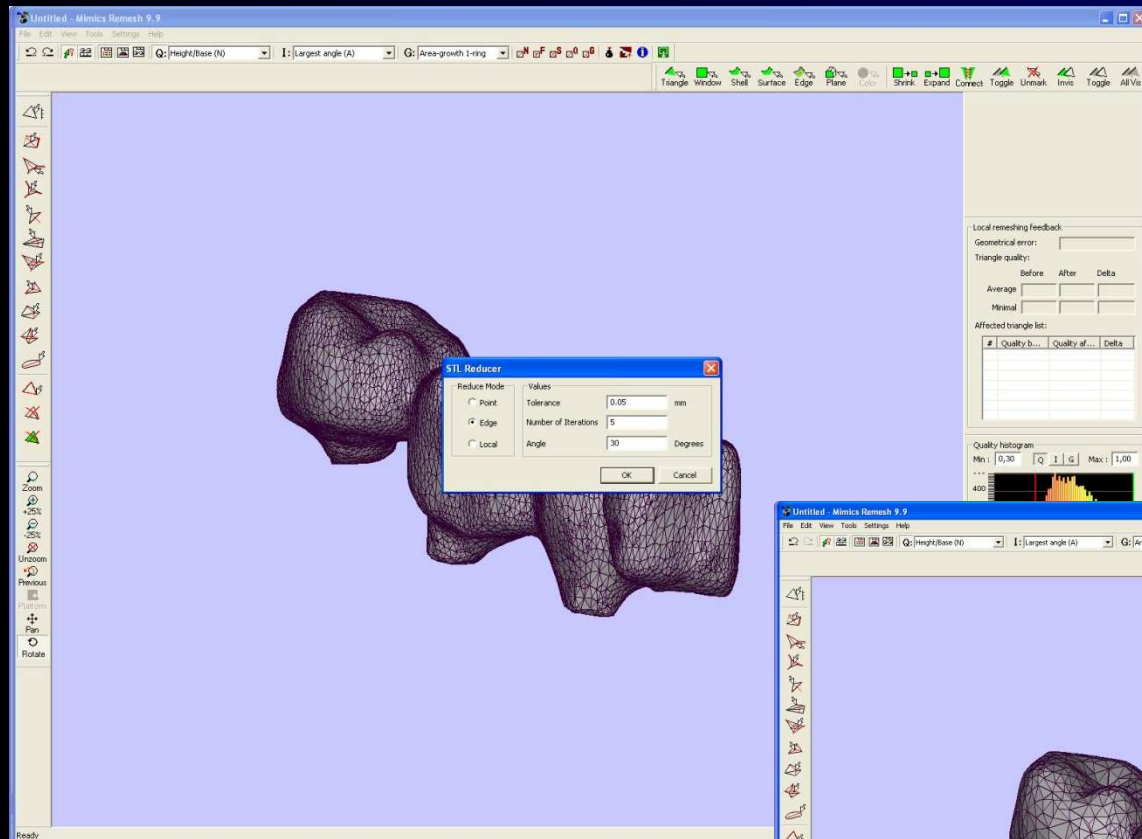 Untitled - Mimics Remesh 9.9
File Edit View Tools Settings Help
Q: Height/Base (N) I: Largest angle (A) G: Area-growth 1-ring
Triangle Window Shell Surface Edge Plane Color Shrink Expand Connect Toggle Unmark Invis Toggle All Vis
Local remeshing feedback
Geometrical error:
Triangle quality:
Before After Delta
Average
Minimal
Affected triangle list:
# Quality b... Quality af... Delta
STL Reducer
Reduce Mode Values
Point Tolerance 0.05 mm
Edge Number of Iterations 5
Local Angle 30 Degrees
OK Cancel
Quality histogram
Min : 0,30 Q I G Max : 1,00
400
Zoom
+25%
-25%
Unzoom
Previous
Platform
Pan
Rotate
Ready
Untitled - Mimics Remesh 9.9
File Edit View Tools Settings Help
Q: Height/Base (N) I: Largest angle (A) G: